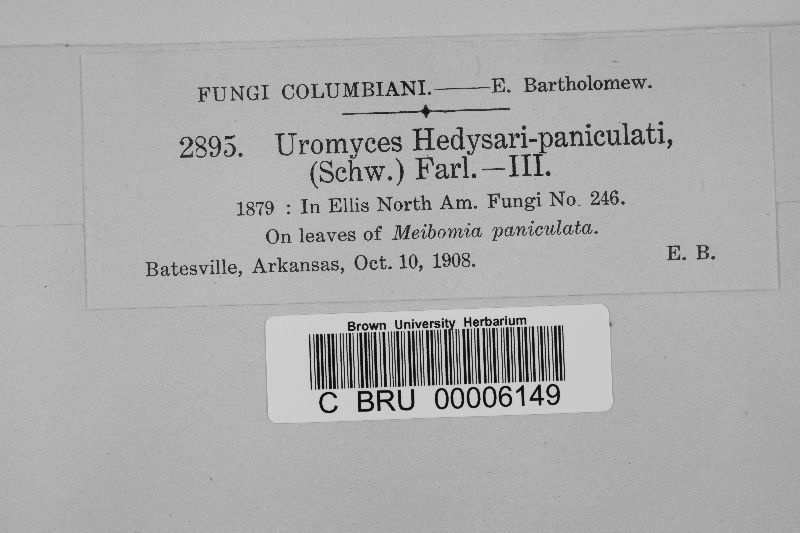 FUNGI COLUMBIANI.——E. Bartholomew.
2895. Uromyces Hedysari-paniculati,
(Schw.) Farl.—III.
1879 : In Ellis North Am. Fungi No. 246.
On leaves of Meibomia paniculata.
Batesville, Arkansas, Oct. 10, 1908. E. B.
Brown University Herbarium
C BRU 00006149